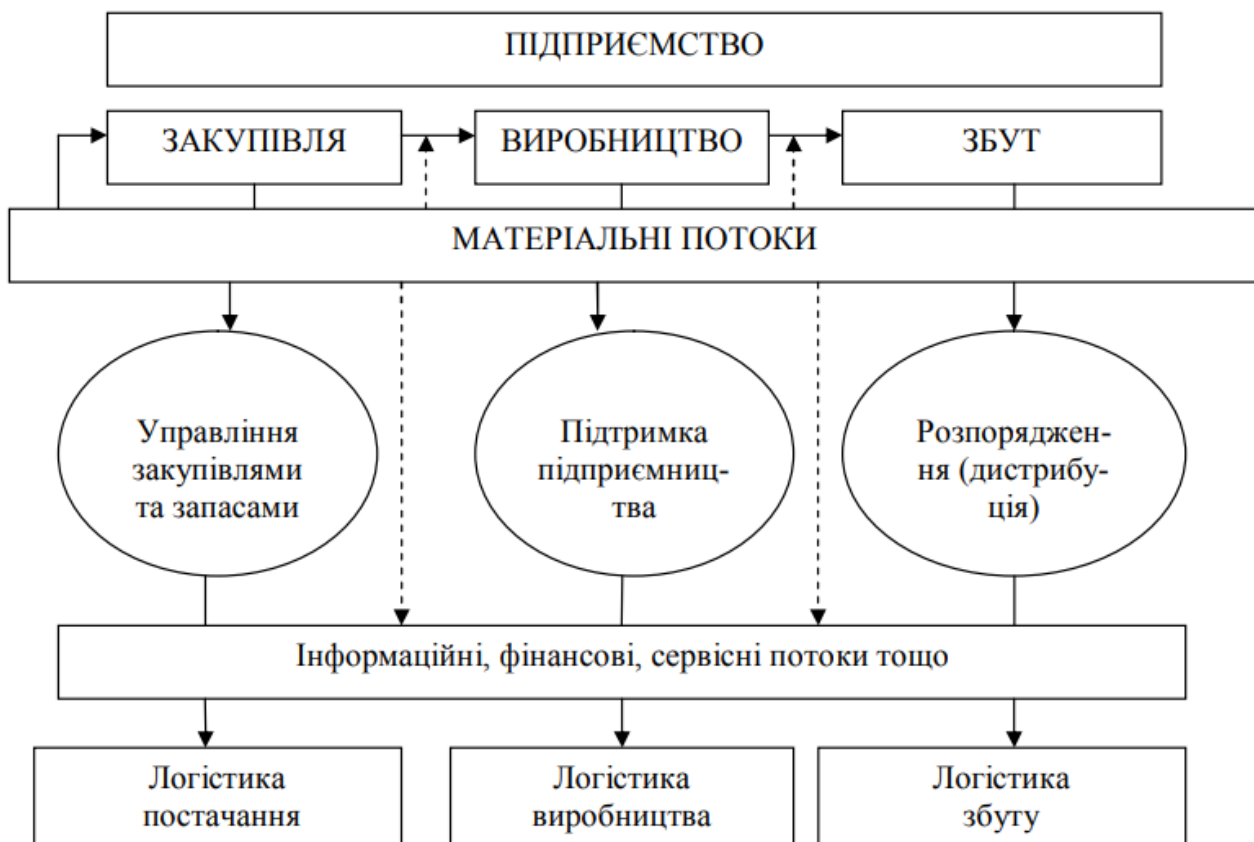 ПІДПРИЄМСТВО
ЗАКУПІВЛЯ
ВИРОБНИЦТВО
ЗБУТ
МАТЕРІАЛЬНІ ПОТОКИ
Управління
закупівлями
та запасами
Підтримка
підприємниц-
тва
Розпоряджен-
ня (дистрибу-
ція)
Інформаційні, фінансові, сервісні потоки тощо
Логістика
постачання
Логістика
виробництва
Логістика
збуту